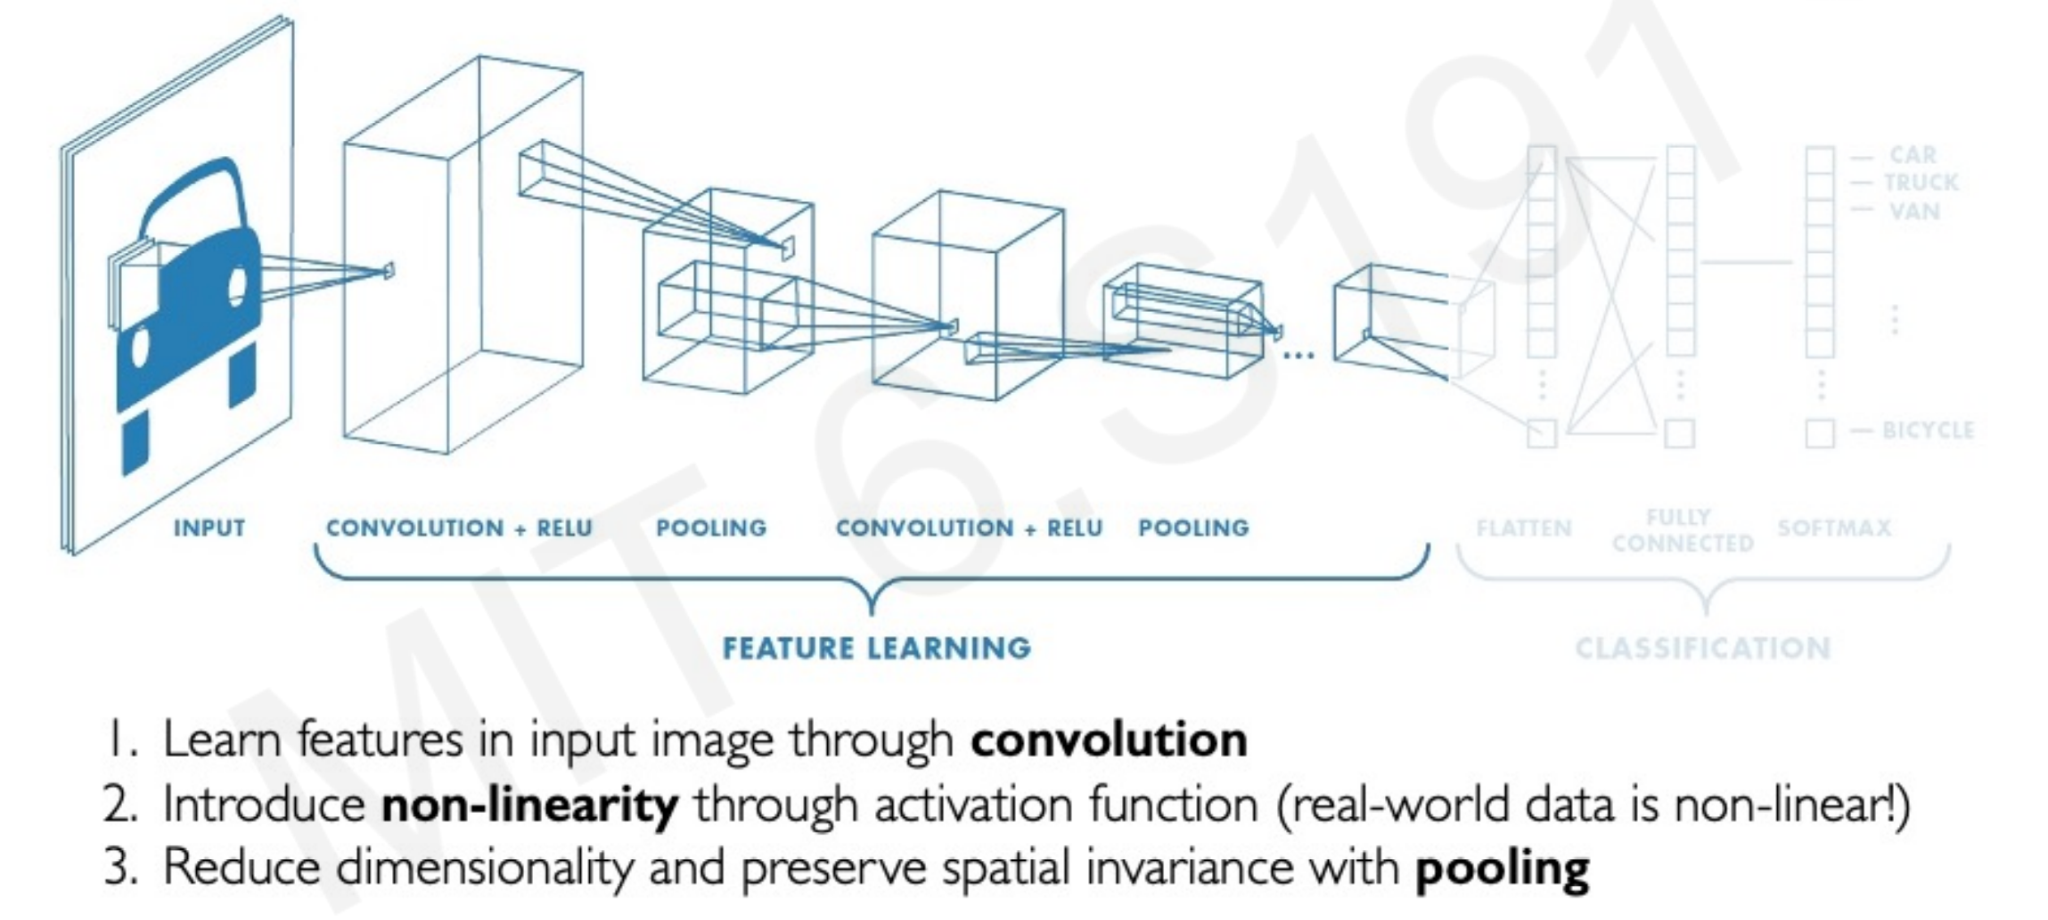 CAR
TRUCK
VAN
BICYCLE
INPUT
CONVOLUTION + RELU
POOLING
CONVOLUTION + RELU
POOLING
FLATTEN
FULLY
CONNECTED
SOFTMAX
FEATURE LEARNING
CLASSIFICATION
1. Learn features in input image through convolution
2. Introduce non-linearity through activation function (real-world data is non-linear!)
3. Reduce dimensionality and preserve spatial invariance with pooling
MIT 6.S191